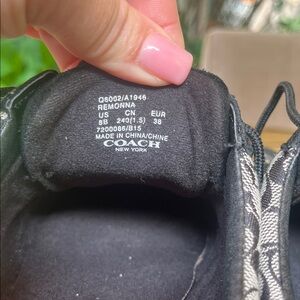 Q6002/A1946
REMONNA
US CN EUR
8B 240(1.5) 38
7200086/B15
MADE IN CHINA/CHINE
COACH
NEW YORK